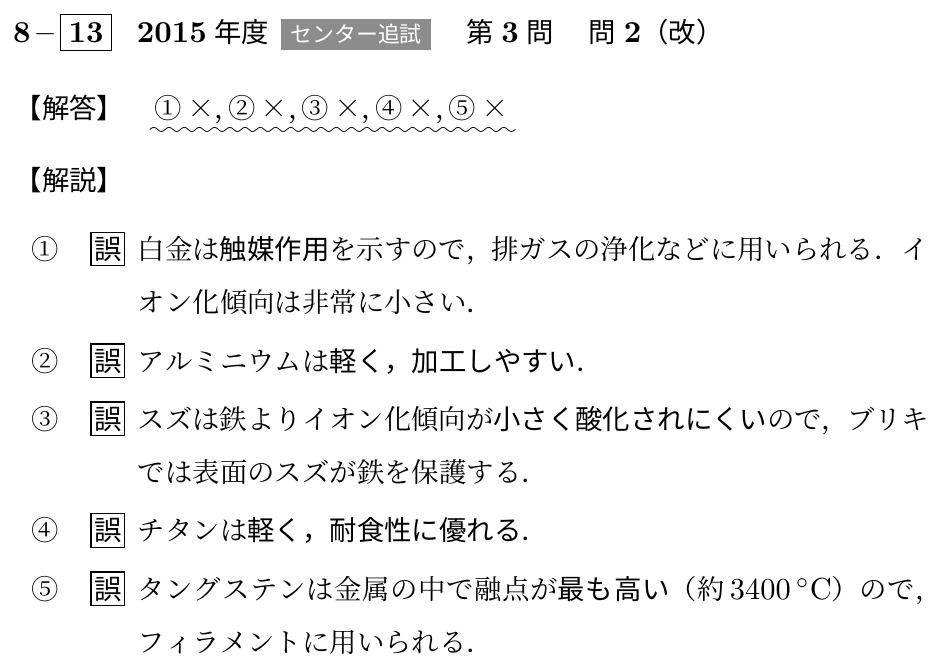 8－13 2015 年度 センター追試 第 3 問 問 2（改）
【解答】 ① ×, ② ×, ③ ×, ④ ×, ⑤ ×
【解説】
① 誤 白金は触媒作用を示すので，排ガスの浄化などに用いられる．イ
オン化傾向は非常に小さい．
② 誤 アルミニウムは軽く，加工しやすい．
③ 誤 スズは鉄よりイオン化傾向が小さく酸化されにくいので，ブリキ
では表面のスズが鉄を保護する．
④ 誤 チタンは軽く，耐食性に優れる．
⑤ 誤 タングステンは金属の中で融点が最も高い（約 3400 °C）ので，
フィラメントに用いられる．